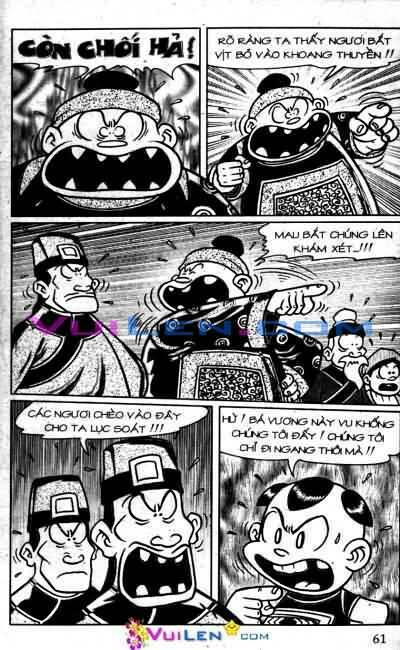 CÒN CHỐI HẢ!
RÕ RÀNG TA THẤY NGƯƠI BẮT
VỊT BỎ VÀO KHOANG THUYỀN !!
MAU BẮT CHÚNG LÊN
KHÁM XÉT...!!!
VUILEN.COM
CÁC NGƯƠI CHÈO VÀO ĐÂY
CHO TA LỤC SOÁT !!!
HỪ ! BÁ VƯƠNG NÀY VU KHỐNG
CHÚNG TÔI ĐẤY ! CHÚNG TÔI
CHỈ ĐI NGANG THÔI MÀ !!
61
VUILEN.COM